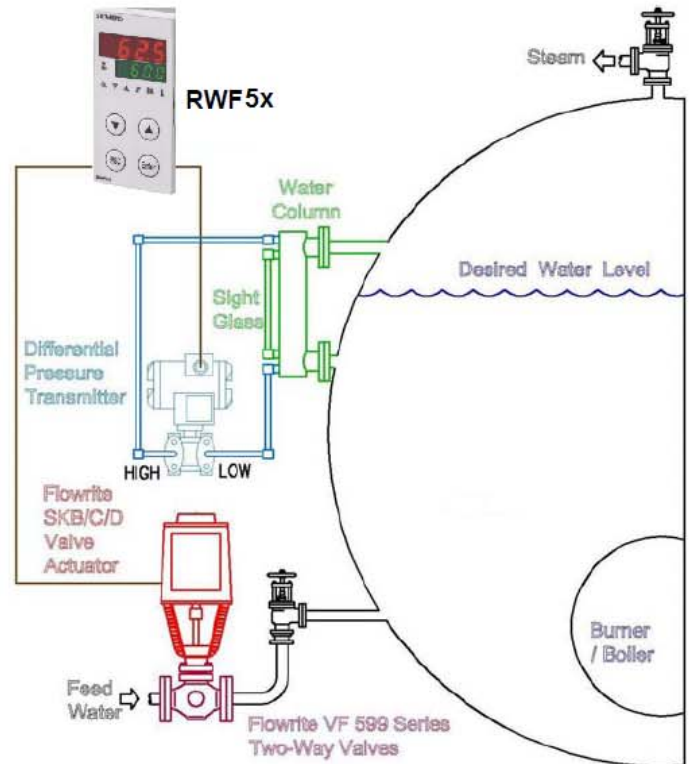 SIEMENS
625
600
RWF5x
Steam
Water
Column
Desired Water Level
Sight
Glass
Differential
Pressure
Transmitter
HIGH
LOW
Flowrite
SKB/C/D
Valve
Actuator
Burner
/ Boiler
Feed
Water
Flowrite VF 599 Series
Two-Way Valves